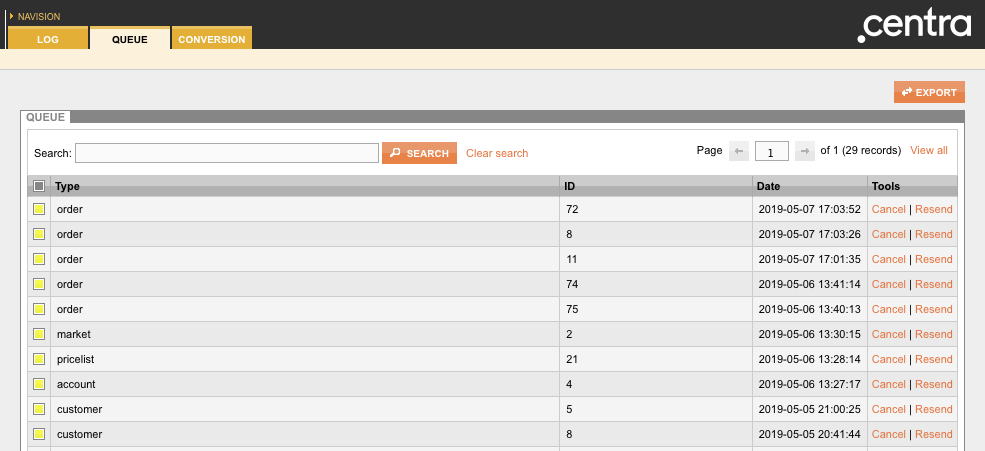 NAVISION
LOG QUEUE CONVERSION
.centra
EXPORT
QUEUE
Search: SEARCH Clear search Page 1 of 1 (29 records) View all
Type ID Date Tools
order 72 2019-05-07 17:03:52 Cancel | Resend
order 8 2019-05-07 17:03:26 Cancel | Resend
order 11 2019-05-07 17:01:35 Cancel | Resend
order 74 2019-05-06 13:41:14 Cancel | Resend
order 75 2019-05-06 13:40:13 Cancel | Resend
market 2 2019-05-06 13:30:15 Cancel | Resend
pricelist 21 2019-05-06 13:28:14 Cancel | Resend
account 4 2019-05-06 13:27:17 Cancel | Resend
customer 5 2019-05-05 21:00:25 Cancel | Resend
customer 8 2019-05-05 20:41:44 Cancel | Resend